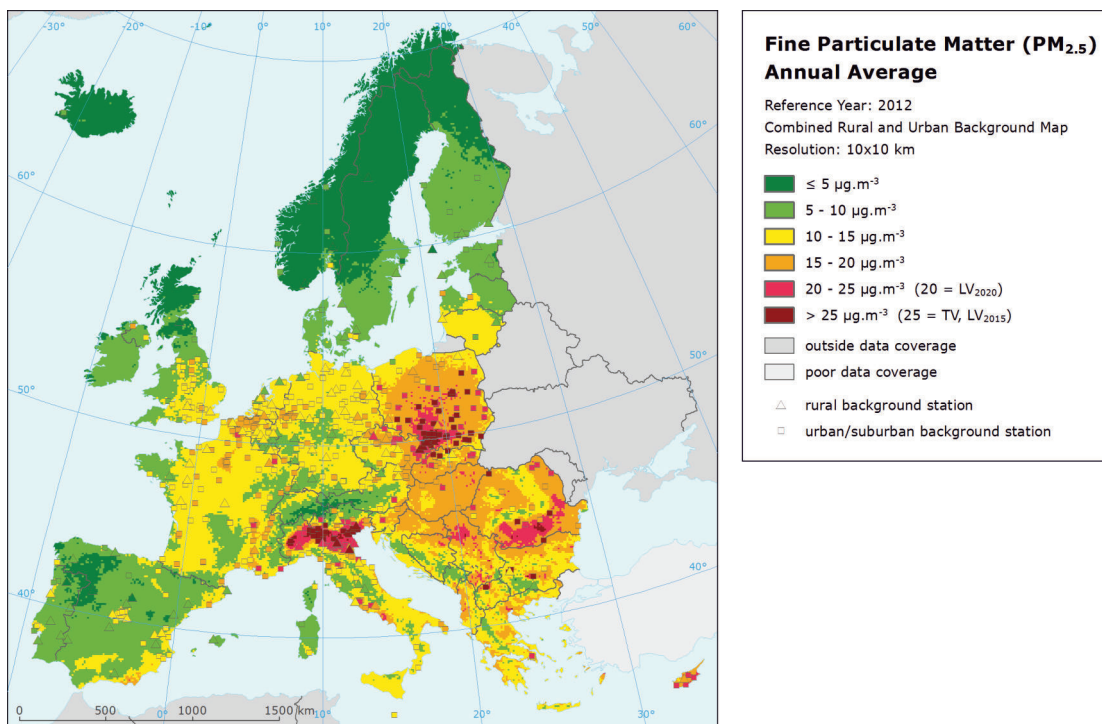 -30°
-20°
-10°
0°
10°
20°
30°
40°
50°
60°
60°
60°
50°
50°
40°
40°
0 500 1000 1500 km
0°
10°
20°
30°
Fine Particulate Matter (PM2.5)
Annual Average
Reference Year: 2012
Combined Rural and Urban Background Map
Resolution: 10x10 km
≤ 5 µg.m-3
5 - 10 µg.m-3
10 - 15 µg.m-3
15 - 20 µg.m-3
20 - 25 µg.m-3 (20 = LV2020)
> 25 µg.m-3 (25 = TV, LV2015)
outside data coverage
poor data coverage
rural background station
urban/suburban background station